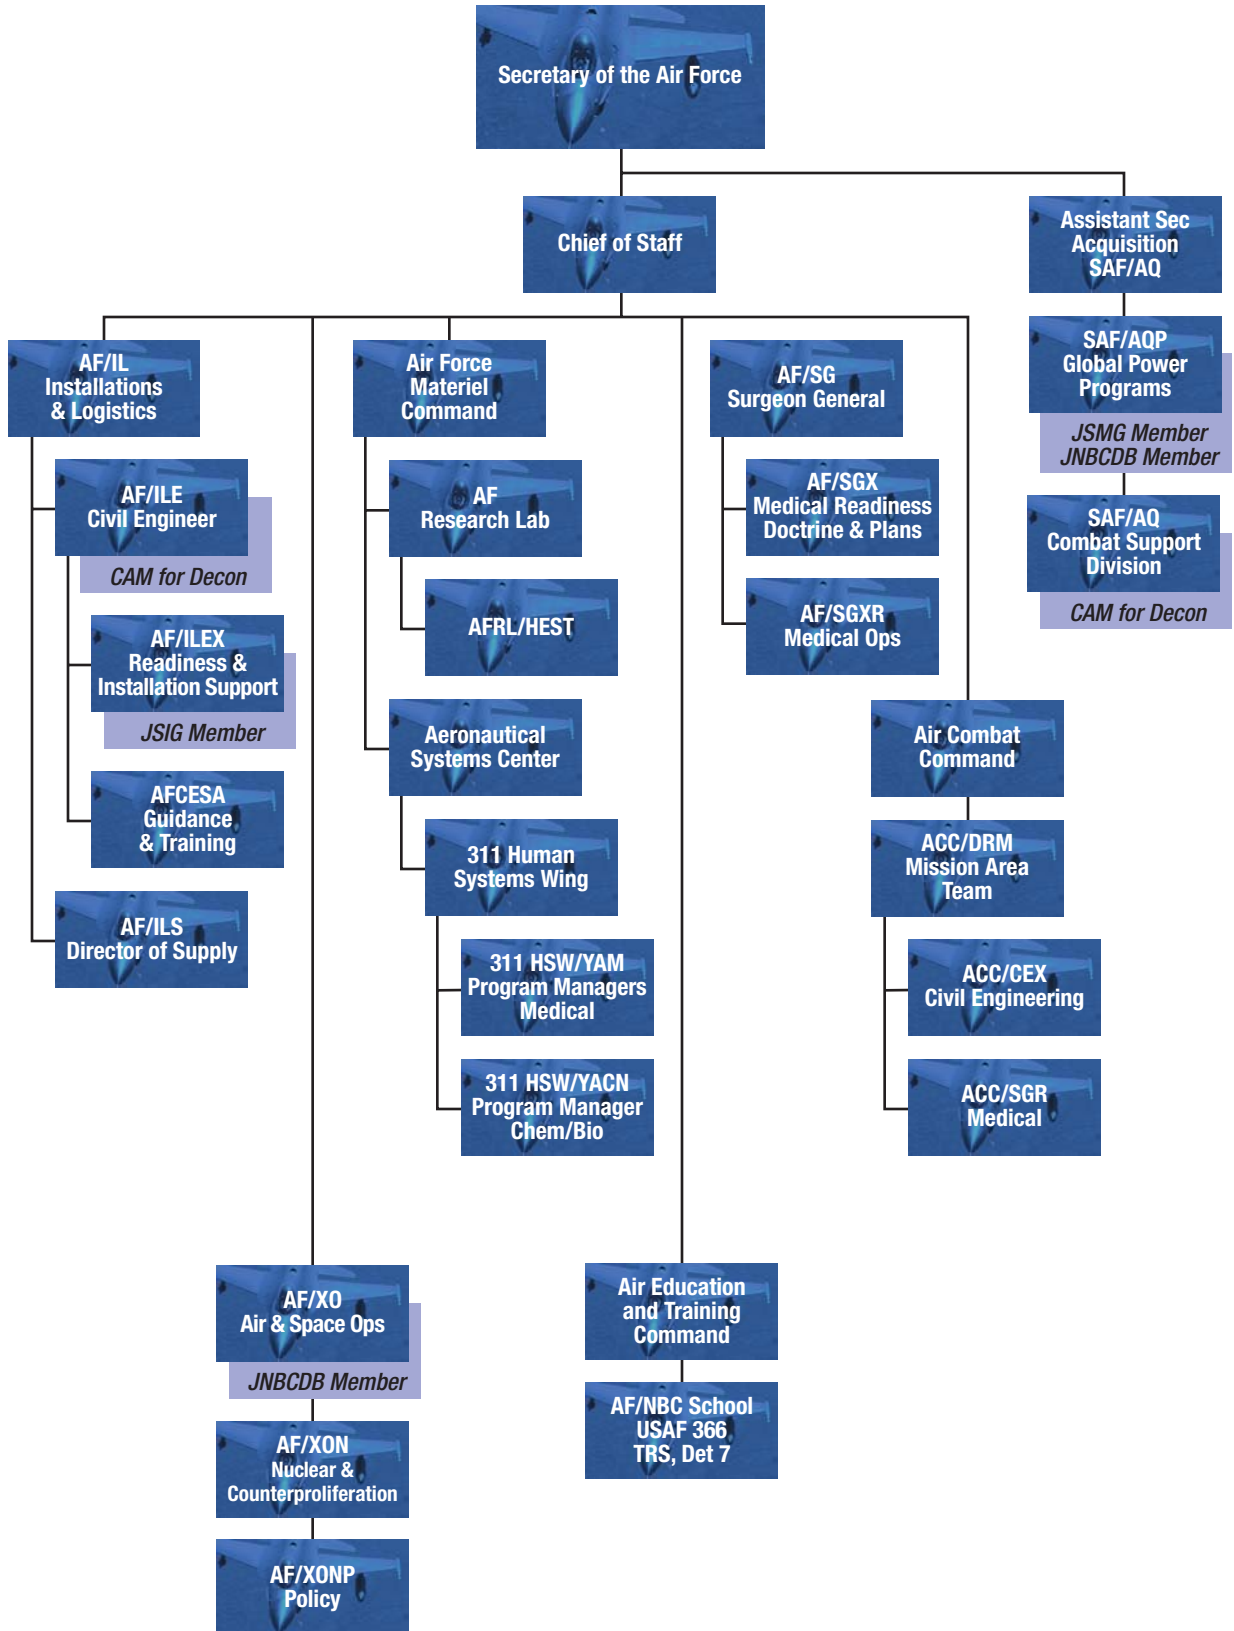 Secretary of the Air Force
Chief of Staff
Assistant Sec
Acquisition
SAF/AQ
AF/IL
Installations
& Logistics
AF/ILE
Civil Engineer
CAM for Decon
AF/ILEX
Readiness &
Installation Support
JSIG Member
AFCESA
Guidance
& Training
AF/ILS
Director of Supply
Air Force
Materiel
Command
AF
Research Lab
AFRL/HEST
Aeronautical
Systems Center
311 Human
Systems Wing
311 HSW/YAM
Program Managers
Medical
311 HSW/YACN
Program Manager
Chem/Bio
AF/SG
Surgeon General
AF/SGX
Medical Readiness
Doctrine & Plans
AF/SGXR
Medical Ops
SAF/AQP
Global Power
Programs
JSMG Member
JNBCDB Member
SAF/AQ
Combat Support
Division
CAM for Decon
Air Combat
Command
ACC/DRM
Mission Area
Team
ACC/CEX
Civil Engineering
ACC/SGR
Medical
AF/XO
Air & Space Ops
JNBCDB Member
AF/XON
Nuclear &
Counterproliferation
AF/XONP
Policy
Air Education
and Training
Command
AF/NBC School
USAF 366
TRS, Det 7